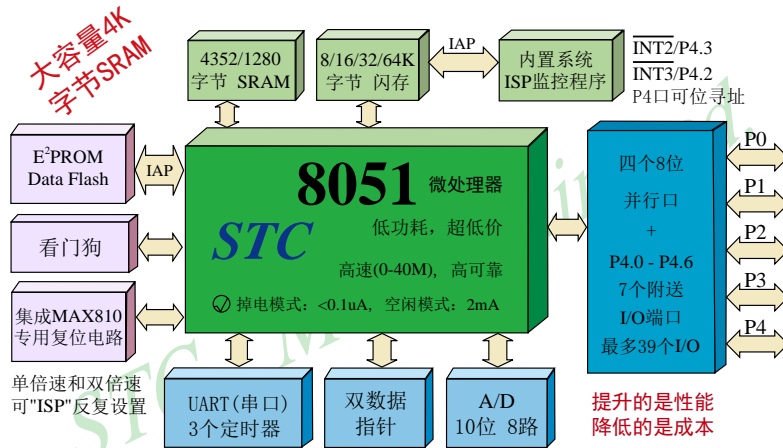 大容量4K
字节SRAM
4352/1280
字节 SRAM
8/16/32/64K
字节 闪存
IAP
内置系统
ISP监控程序
INT2/P4.3
INT3/P4.2
P4口可位寻址
E²PROM
Data Flash
IAP
看门狗
集成MAX810
专用复位电路
单倍速和双倍速
可"ISP"反复设置
8051 微处理器
STC
低功耗，超低价
高速(0-40M)，高可靠
掉电模式：<0.1uA，空闲模式：2mA
四个8位
并行口
+
P4.0 - P4.6
7个附送
I/O端口
最多39个I/O
P0
P1
P2
P3
P4
UART(串口)
3个定时器
双数据
指针
A/D
10位 8路
提升的是性能
降低的是成本